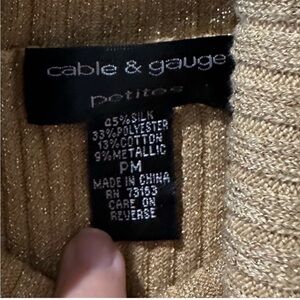 cable & gauge
petites
45%SILK
33%POLYESTER
13%COTTON
9%METALLIC
PM
MADE IN CHINA
RN 73153
CARE ON
REVERSE